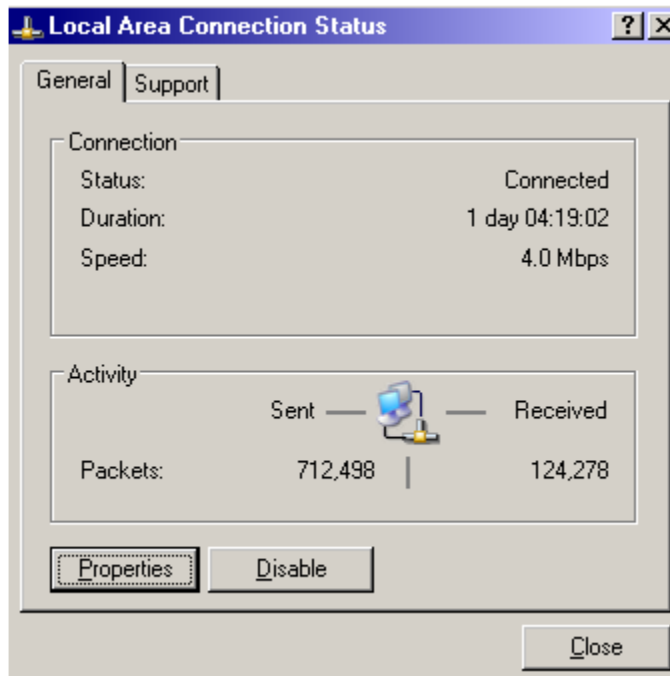 Local Area Connection Status
General Support
Connection
Status: Connected
Duration: 1 day 04:19:02
Speed: 4.0 Mbps
Activity
Sent Received
Packets: 712,498 124,278
Properties Disable
Close